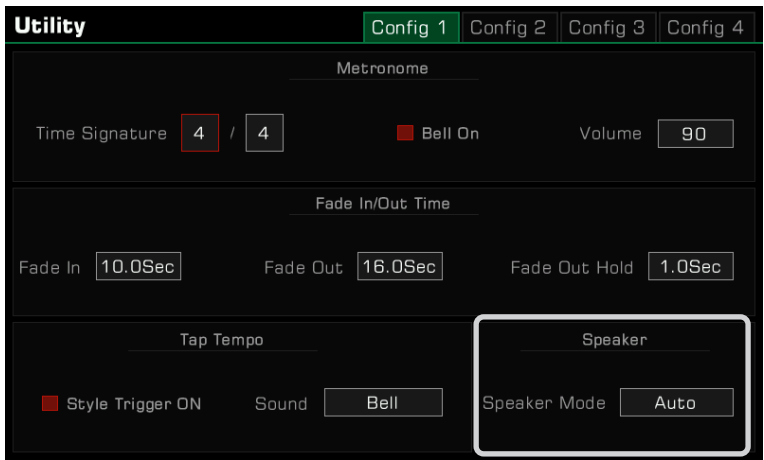 Utility Config 1 Config 2 Config 3 Config 4
Metronome
Time Signature 4 / 4 Bell On Volume 90
Fade In/Out Time
Fade In 10.0Sec Fade Out 16.0Sec Fade Out Hold 1.0Sec
Tap Tempo Speaker
Style Trigger ON Sound Bell Speaker Mode Auto